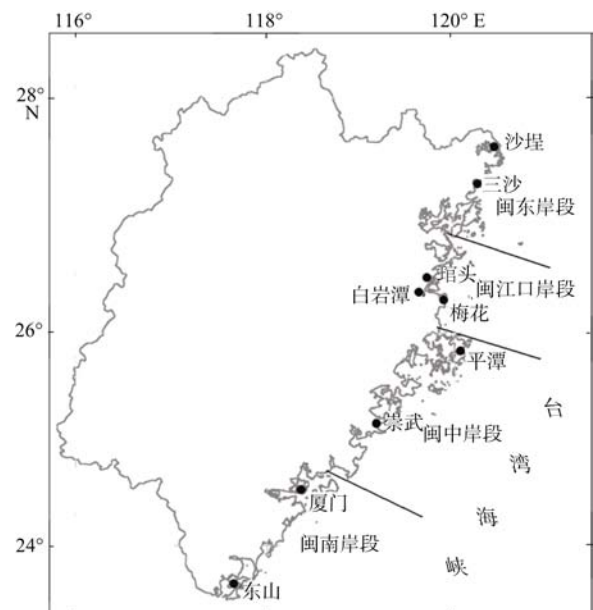 116°
118°
120° E
28°
N
沙埕
三沙
闽东岸段
琯头
白岩潭
闽江口岸段
梅花
26°
平潭
台
崇武
闽中岸段
湾
厦门
海
闽南岸段
24°
峡
东山